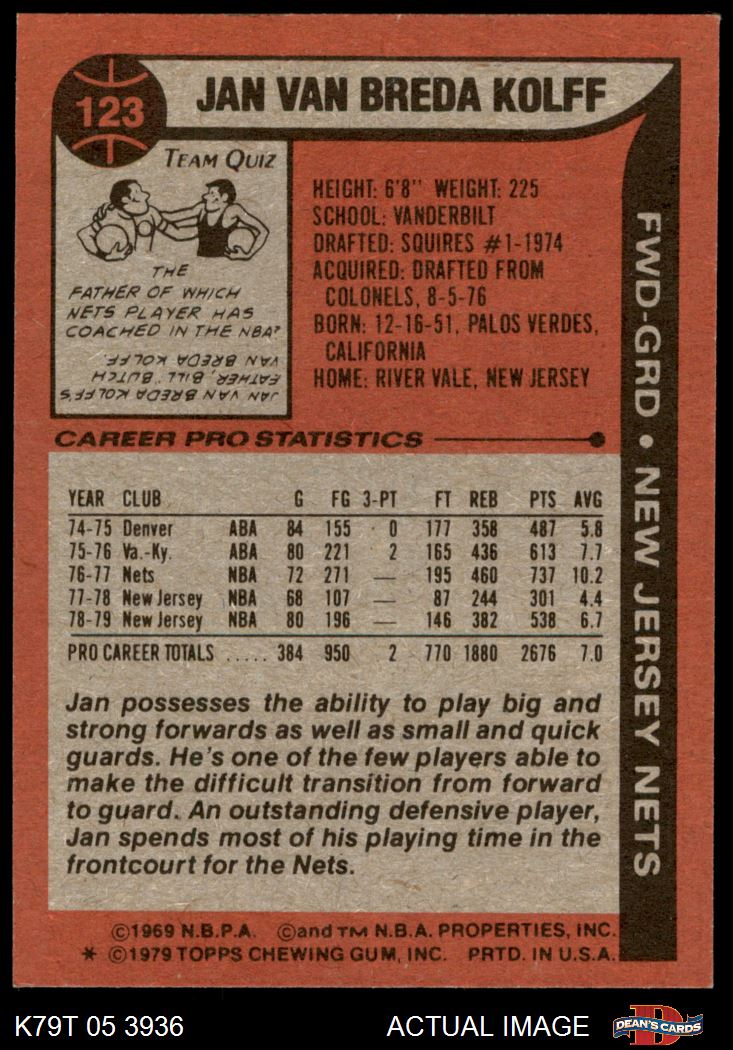 123
JAN VAN BREDA KOLFF
TEAM QUIZ
THE
FATHER OF WHICH
NETS PLAYER HAS
COACHED IN THE NBA?
JAN VAN BREDA KOLFF'S
FATHER, BILL "BUTCH"
VAN BREDA KOLFF.
HEIGHT: 6'8" WEIGHT: 225
SCHOOL: VANDERBILT
DRAFTED: SQUIRES #1-1974
ACQUIRED: DRAFTED FROM
COLONELS, 8-5-76
BORN: 12-16-51, PALOS VERDES,
CALIFORNIA
HOME: RIVER VALE, NEW JERSEY
FWD-GRD • NEW JERSEY NETS
CAREER PRO STATISTICS
YEAR CLUB G FG 3-PT FT REB PTS AVG
74-75 Denver ABA 84 155 0 177 358 487 5.8
75-76 Va.-Ky. ABA 80 221 2 165 436 613 7.7
76-77 Nets NBA 72 271 — 195 460 737 10.2
77-78 New Jersey NBA 68 107 — 87 244 301 4.4
78-79 New Jersey NBA 80 196 — 146 382 538 6.7
PRO CAREER TOTALS ..... 384 950 2 770 1880 2676 7.0
Jan possesses the ability to play big and
strong forwards as well as small and quick
guards. He's one of the few players able to
make the difficult transition from forward
to guard. An outstanding defensive player,
Jan spends most of his playing time in the
frontcourt for the Nets.
©1969 N.B.P.A. ©and TM N.B.A. PROPERTIES, INC.
* ©1979 TOPPS CHEWING GUM, INC. PRTD. IN U.S.A.
K79T 05 3936 ACTUAL IMAGE DEAN'S CARDS